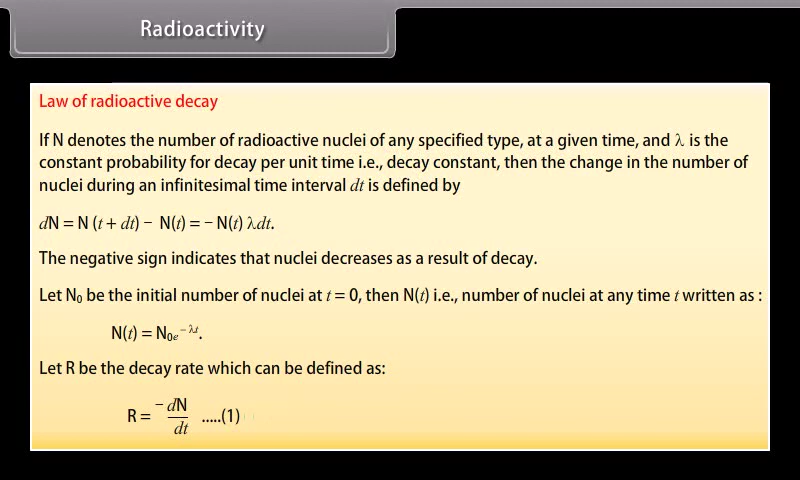 Radioactivity
Law of radioactive decay
If N denotes the number of radioactive nuclei of any specified type, at a given time, and λ is the
constant probability for decay per unit time i.e., decay constant, then the change in the number of
nuclei during an infinitesimal time interval dt is defined by
dN = N (t + dt) − N(t) = − N(t) λdt.
The negative sign indicates that nuclei decreases as a result of decay.
Let N₀ be the initial number of nuclei at t = 0, then N(t) i.e., number of nuclei at any time t written as :
N(t) = N₀e^{−λt}.
Let R be the decay rate which can be defined as:
R = −dN/dt .....(1)